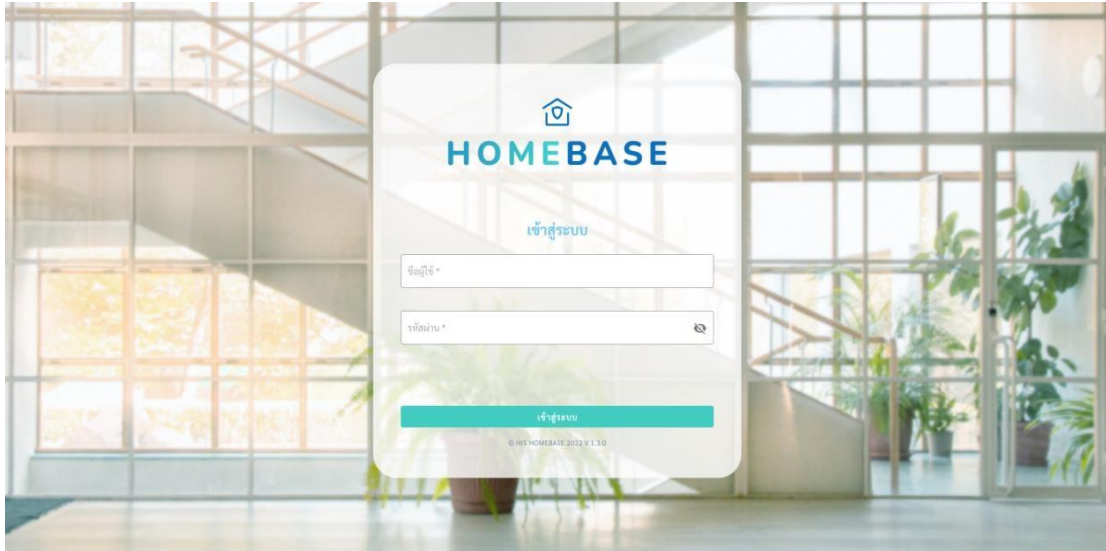 HOMEBASE
เข้าสู่ระบบ
ชื่อผู้ใช้ *
รหัสผ่าน *
เข้าสู่ระบบ
© HIS HOMEBASE 2022 V.1.3.0